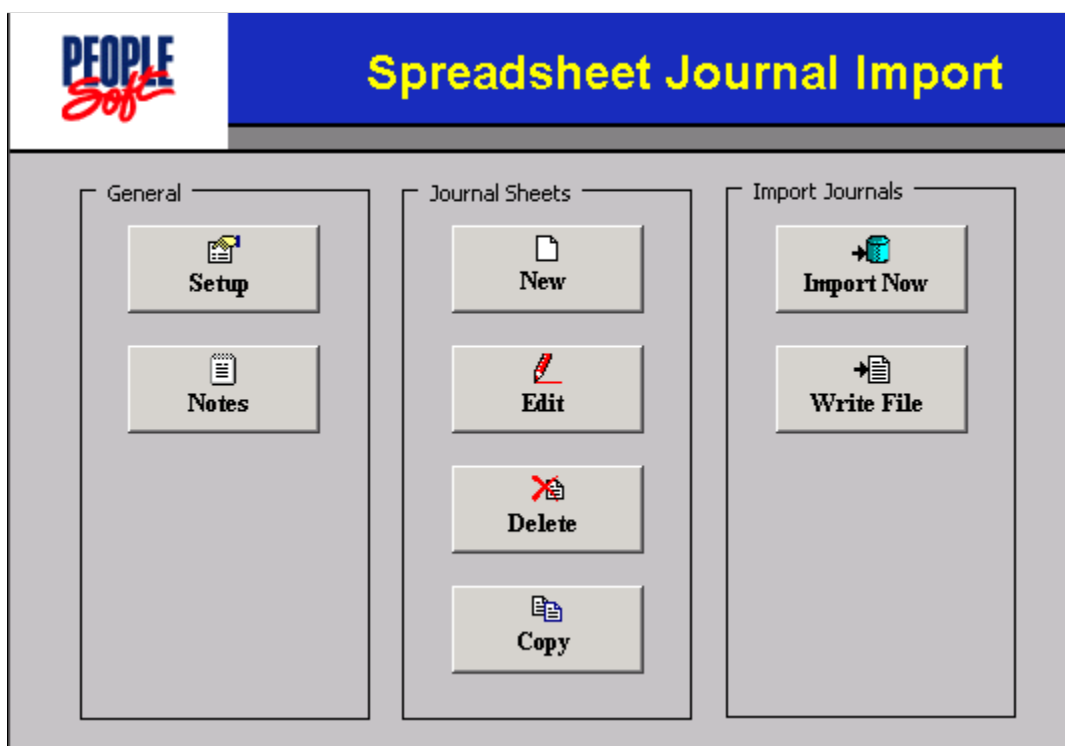 PEOPLE
Soft
Spreadsheet Journal Import
General
Setup
Notes
Journal Sheets
New
Edit
Delete
Copy
Import Journals
Import Now
Write File